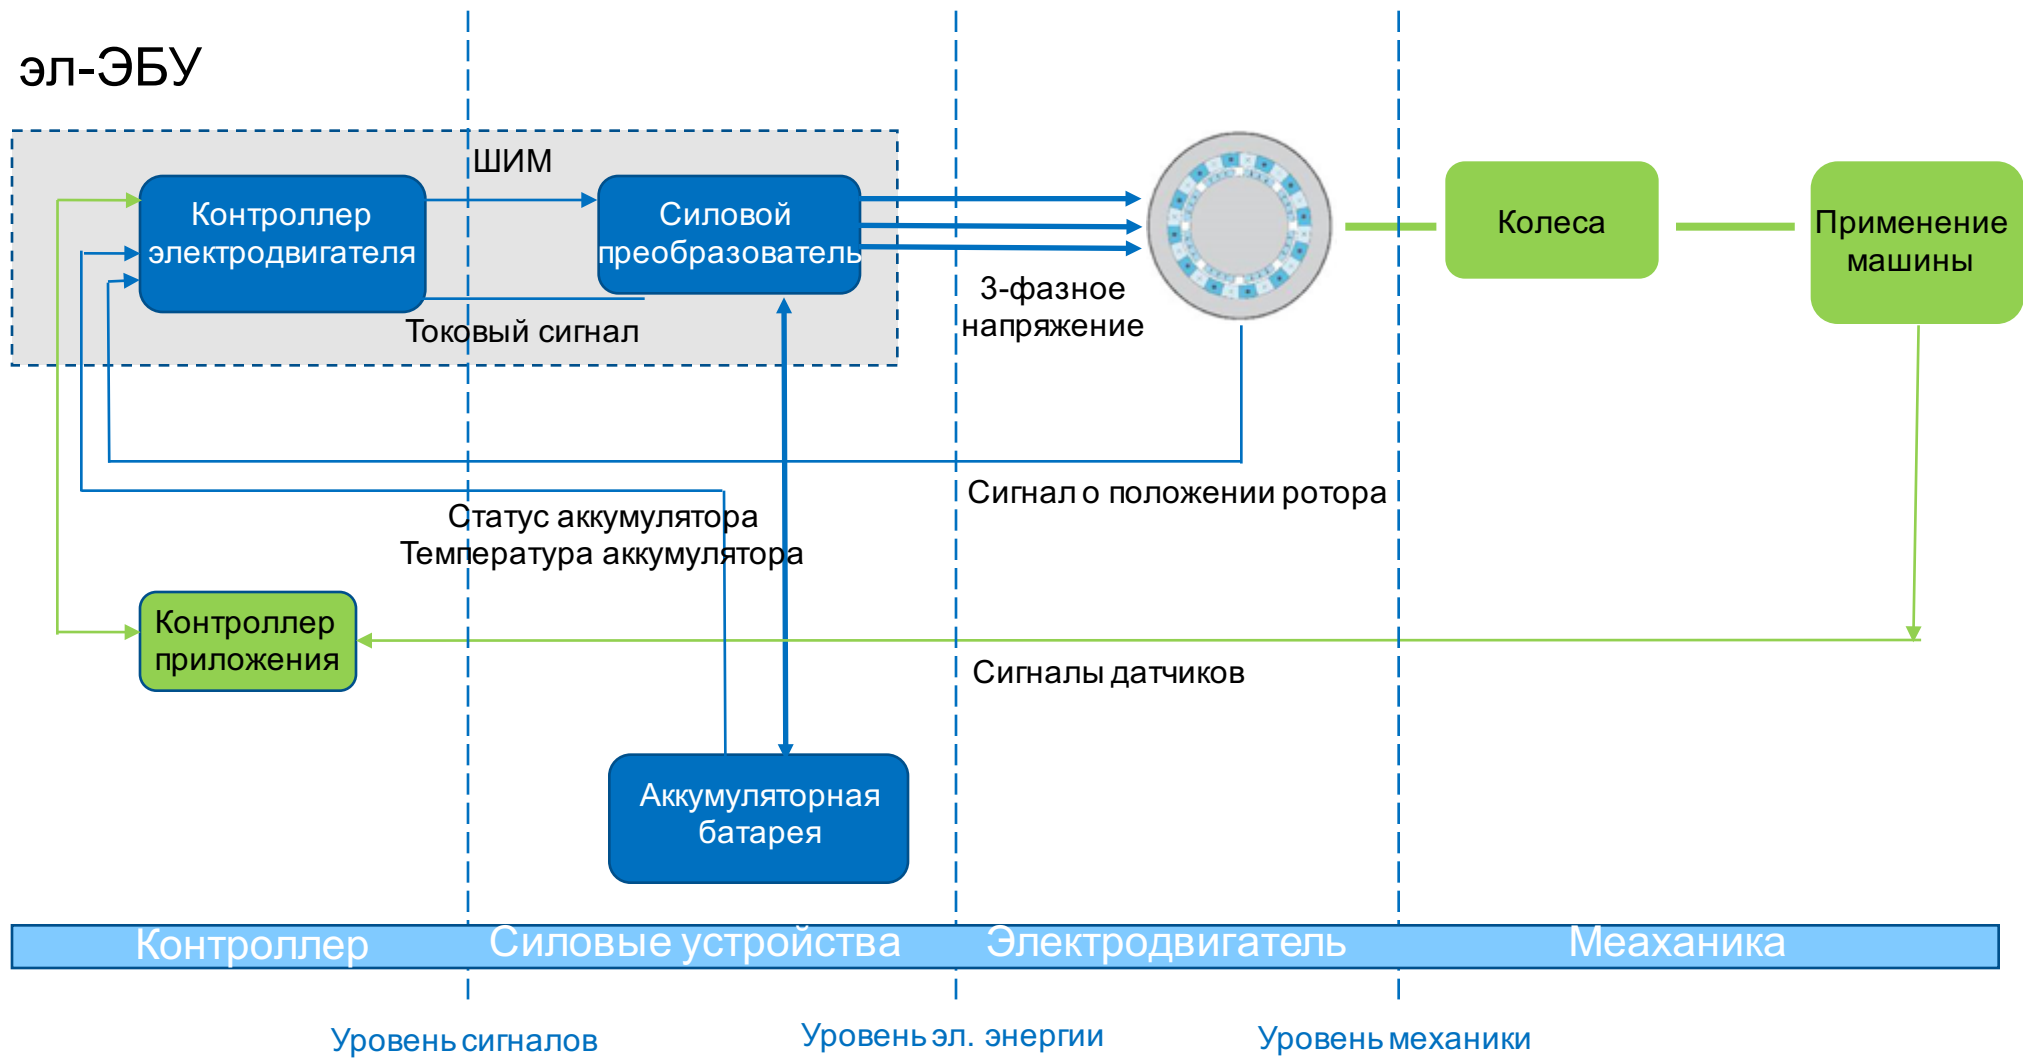 эл-ЭБУ
ШИМ
Контроллер
электродвигателя
Силовой
преобразователь
Колеса
Применение
машины
3-фазное
напряжение
Токовый сигнал
Сигнал о положении ротора
Статус аккумулятора
Температура аккумулятора
Контроллер
приложения
Сигналы датчиков
Аккумуляторная
батарея
Контроллер
Силовые устройства
Электродвигатель
Меаханика
Уровень сигналов
Уровень эл. энергии
Уровень механики